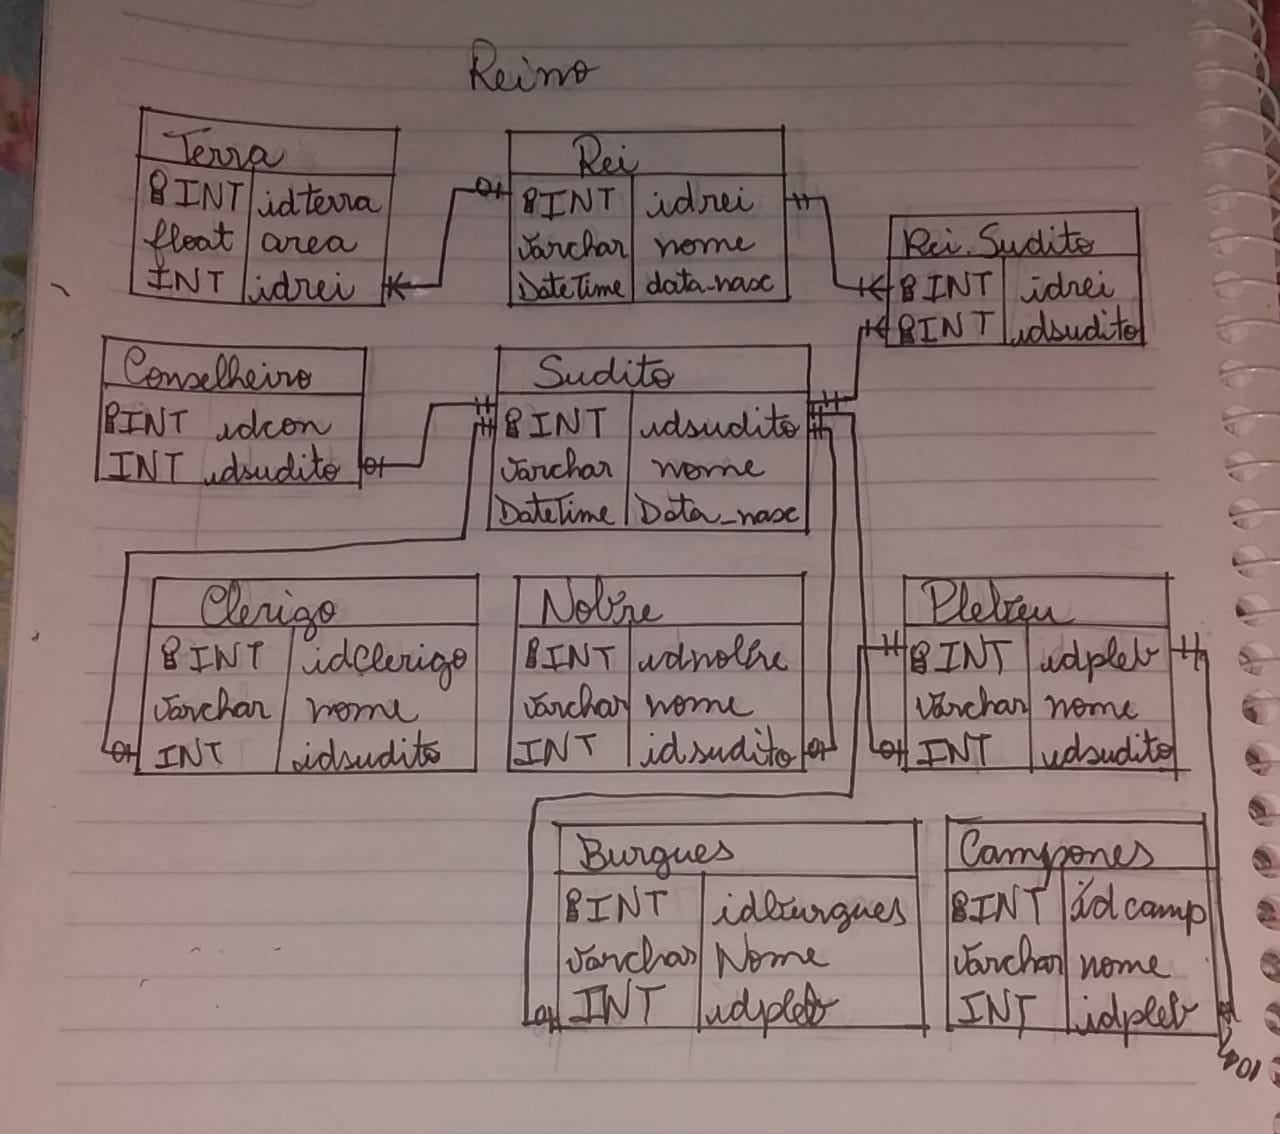 Reino
Terra
INT idterra
float area
INT idrei
Rei
INT idrei
Varchar nome
DateTime data_nasc
Rei_Sudito
INT idrei
INT idsudito
Conselheiro
INT idcon
INT idsudito
Sudito
INT idsudito
Varchar nome
DateTime Data_nasc
Clerigo
INT idclerigo
Varchar nome
INT idsudito
Nobre
INT idnobre
Varchar nome
INT idsudito
Plebeu
INT idpleb
Varchar nome
INT idsudito
Burgues
INT idburgues
Varchar Nome
INT idpleb
Campones
INT idcamp
Varchar nome
INT idpleb